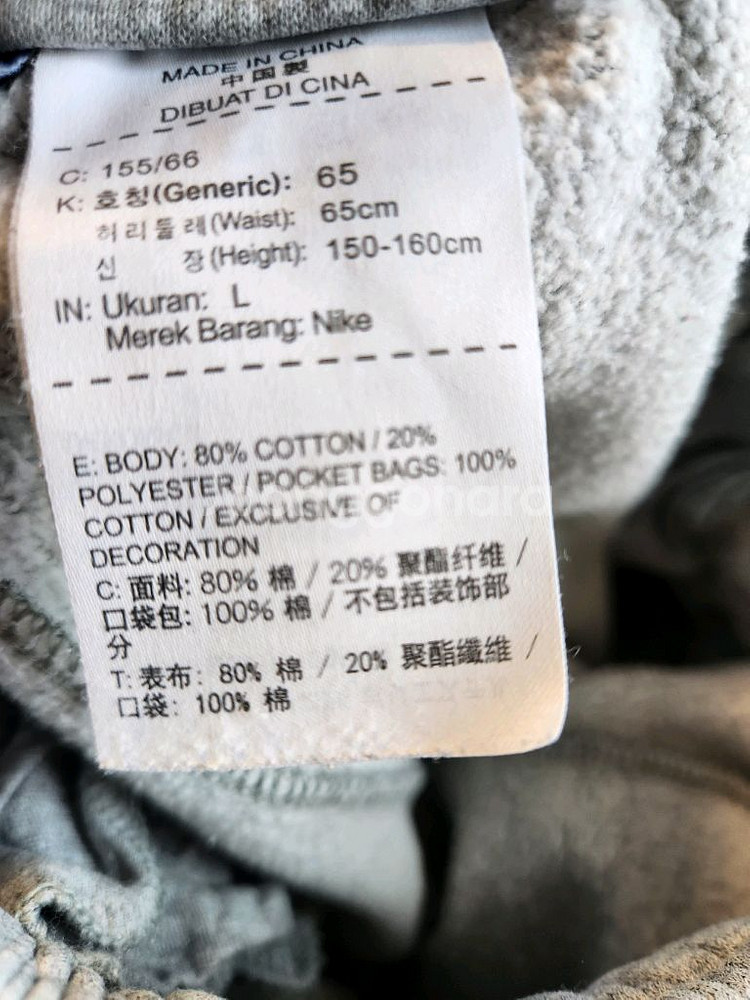 MADE IN CHINA
中国製
DIBUAT DI CINA
C: 155/66
K: 호칭(Generic): 65
허리둘레(Waist): 65cm
신 장(Height): 150-160cm
IN: Ukuran: L
Merek Barang: Nike
E: BODY: 80% COTTON / 20%
POLYESTER / POCKET BAGS: 100%
COTTON / EXCLUSIVE OF
DECORATION
C: 面料: 80% 棉 / 20% 聚酯纤维 /
口袋包: 100% 棉 / 不包括装饰部
分
T: 表布: 80% 棉 / 20% 聚酯纖維 /
口袋: 100% 棉